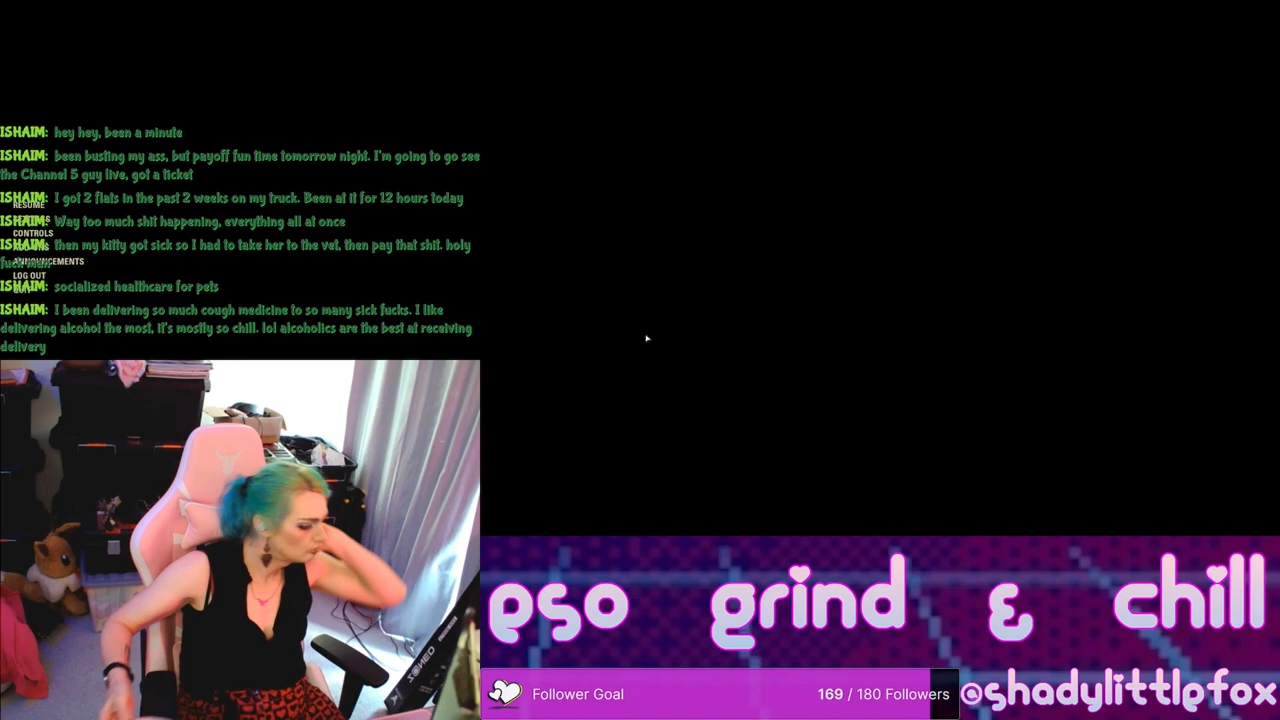 ISHAIM: hey hey, been a minute
ISHAIM: been busting my ass, but payoff fun time tomorrow night. I'm going to go see
the Channel 5 guy live, got a ticket
ISHAIM: I got 2 flats in the past 2 weeks on my truck. Been at it for 12 hours today
RESUME
ISHAIM: Way too much shit happening, everything all at once
CONTROLS
ISHAIM: then my kitty got sick so I had to take her to the vet, then pay that shit. holy
fuck man
ANNOUNCEMENTS
LOG OUT
ISHAIM: socialized healthcare for pets
QUIT
ISHAIM: I been delivering so much cough medicine to so many sick fucks. I like
delivering alcohol the most, it's mostly so chill. lol alcoholics are the best at receiving
delivery
pso grind & chill
Follower Goal 169 / 180 Followers
@shadylittlefox